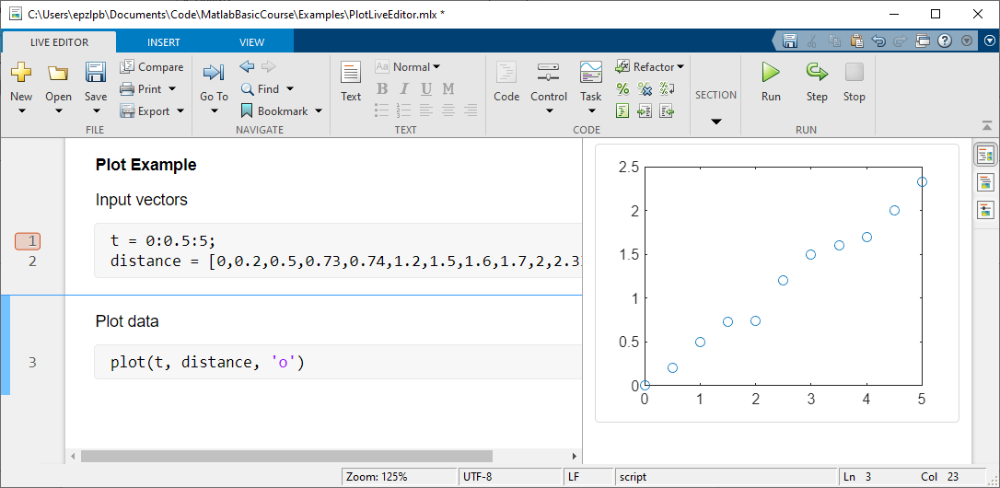 C:\Users\epzlpb\Documents\Code\MatlabBasicCourse\Examples\PlotLiveEditor.mlx *
LIVE EDITOR INSERT VIEW
New Open Save Compare Print Export
FILE
Go To Find Bookmark
NAVIGATE
Text Aa Normal
B I U M
TEXT
Code Control Task Refactor
CODE
SECTION
Run Step Stop
RUN
Plot Example
Input vectors
1 t = 0:0.5:5;
2 distance = [0,0.2,0.5,0.73,0.74,1.2,1.5,1.6,1.7,2,2.3
Plot data
3 plot(t, distance, 'o')
2.5
2
1.5
1
0.5
0
0 1 2 3 4 5
Zoom: 125% UTF-8 LF script Ln 3 Col 23